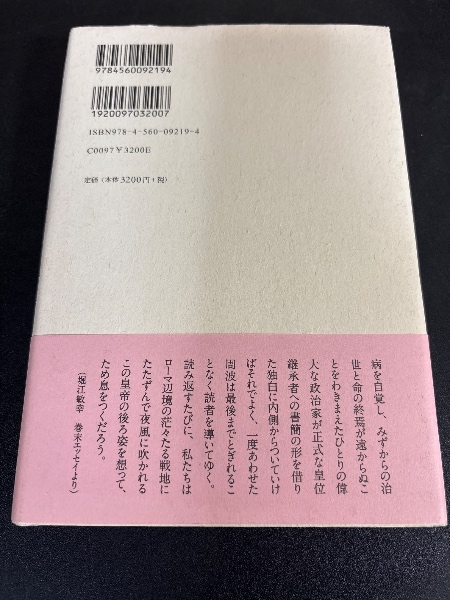 9784560092194
1920097032007
ISBN978-4-560-09219-4
C0097 ¥3200E
定価(本体3200円+税)
病を自覚し、みずからの治
世と命の終焉が遠からぬこ
とをわきまえたひとりの偉
大な政治家が正式な皇位
継承者への書簡の形を借り
た独白に内側からついていけ
ばそれでよく、一度あわせた
周波は最後までとぎれるこ
となく読者を導いてゆく。
読み返すたびに、私たちは
ローマ辺境の茫々たる戦地に
たたずんで夜風に吹かれる
この皇帝の後ろ姿を想って、
ため息をつくだろう。
(堀江敏幸 巻末エッセイより)